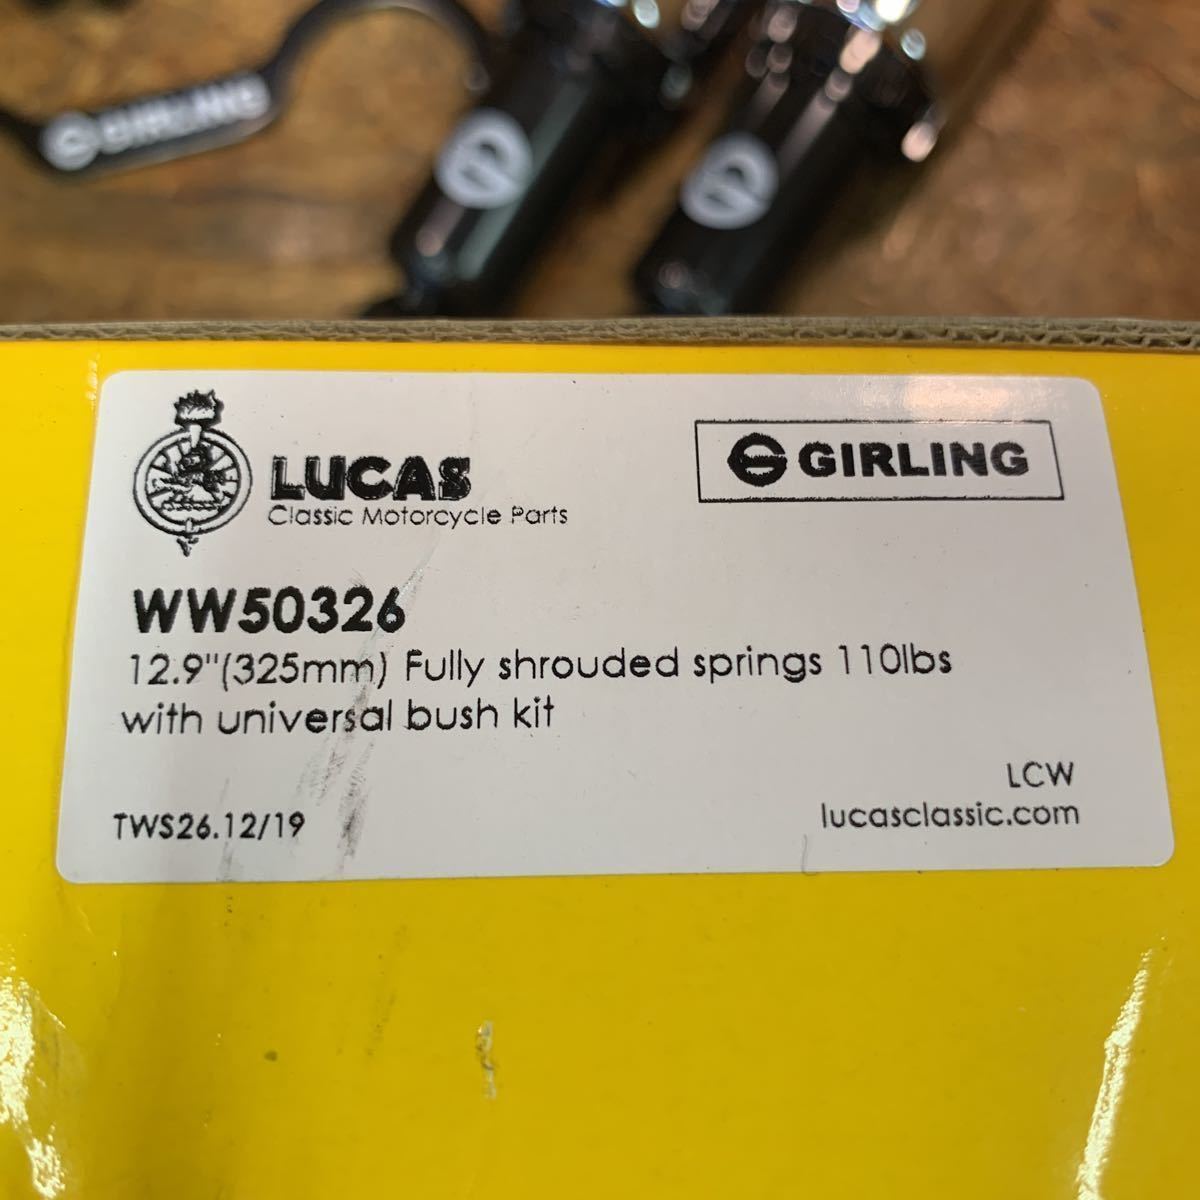 GIRLING
LUCAS
Classic Motorcycle Parts
GIRLING
WW50326
12.9"(325mm) Fully shrouded springs 110lbs
with universal bush kit
LCW
TWS26.12/19
lucasclassic.com